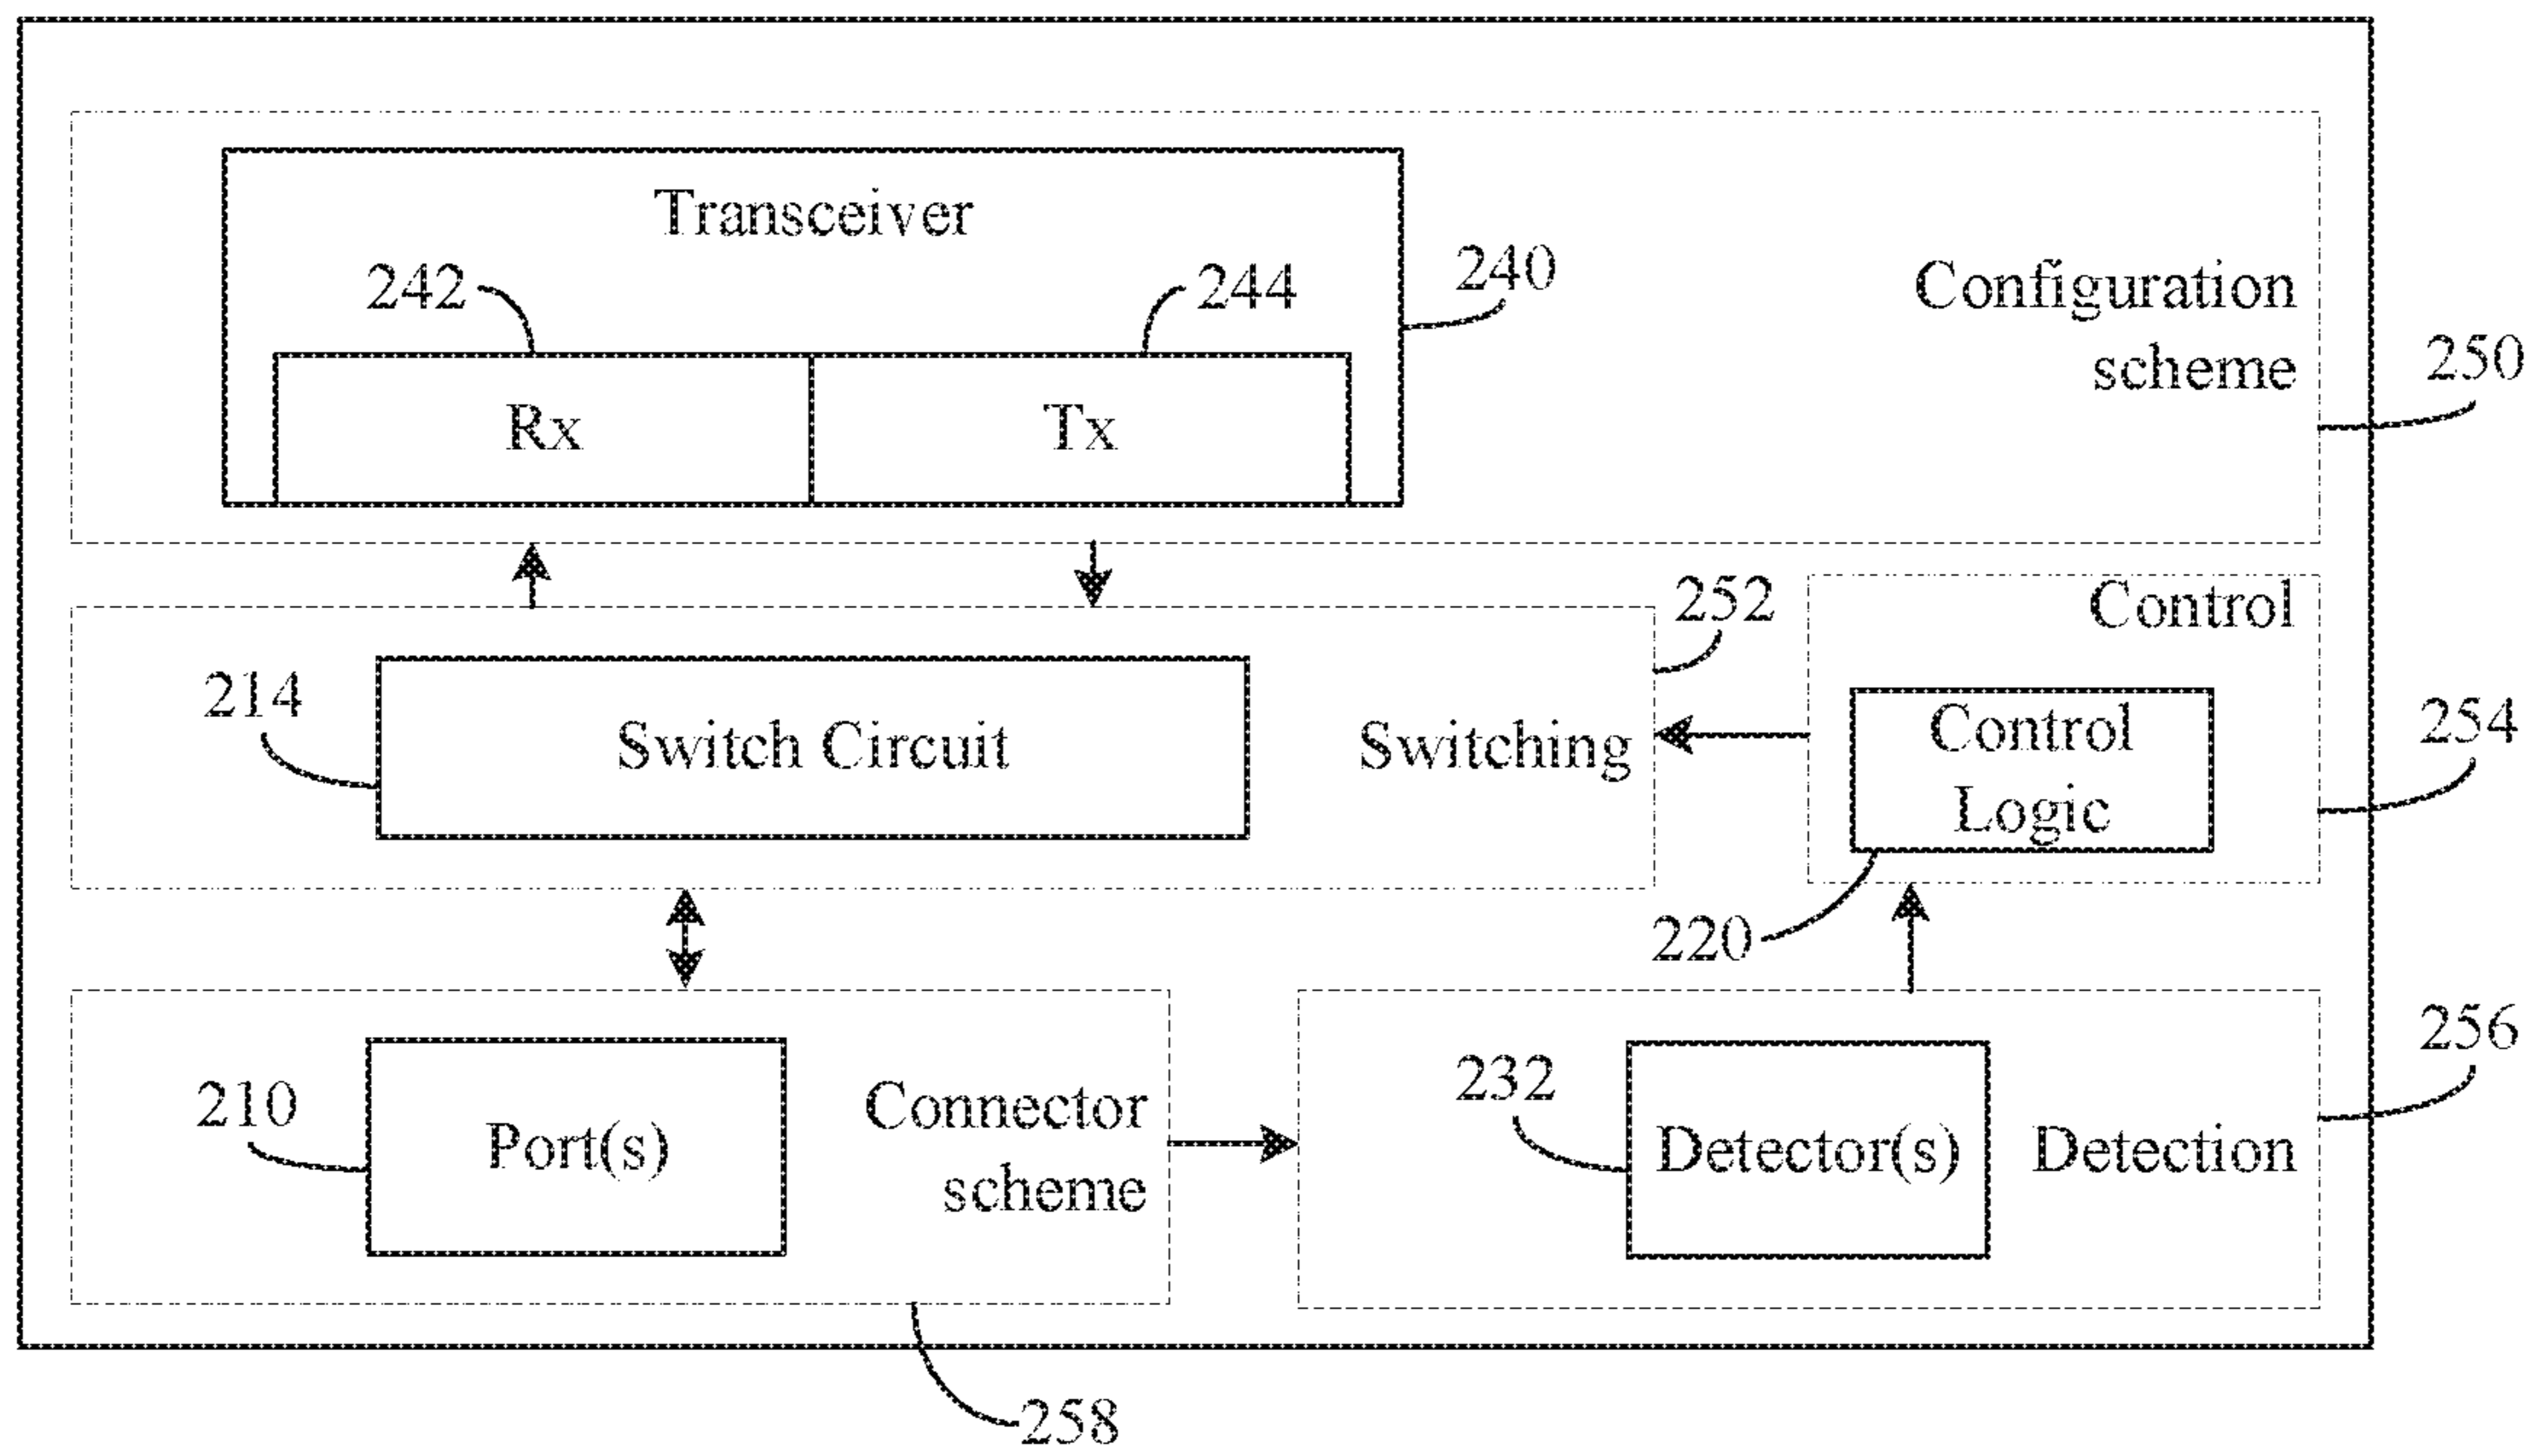 Transceiver
242
244
240
Configuration
scheme
250
Rx
Tx
252
Control
214
Switch Circuit
Switching
Control
Logic
254
220
210
Port(s)
Connector
scheme
232
Detector(s)
Detection
256
258